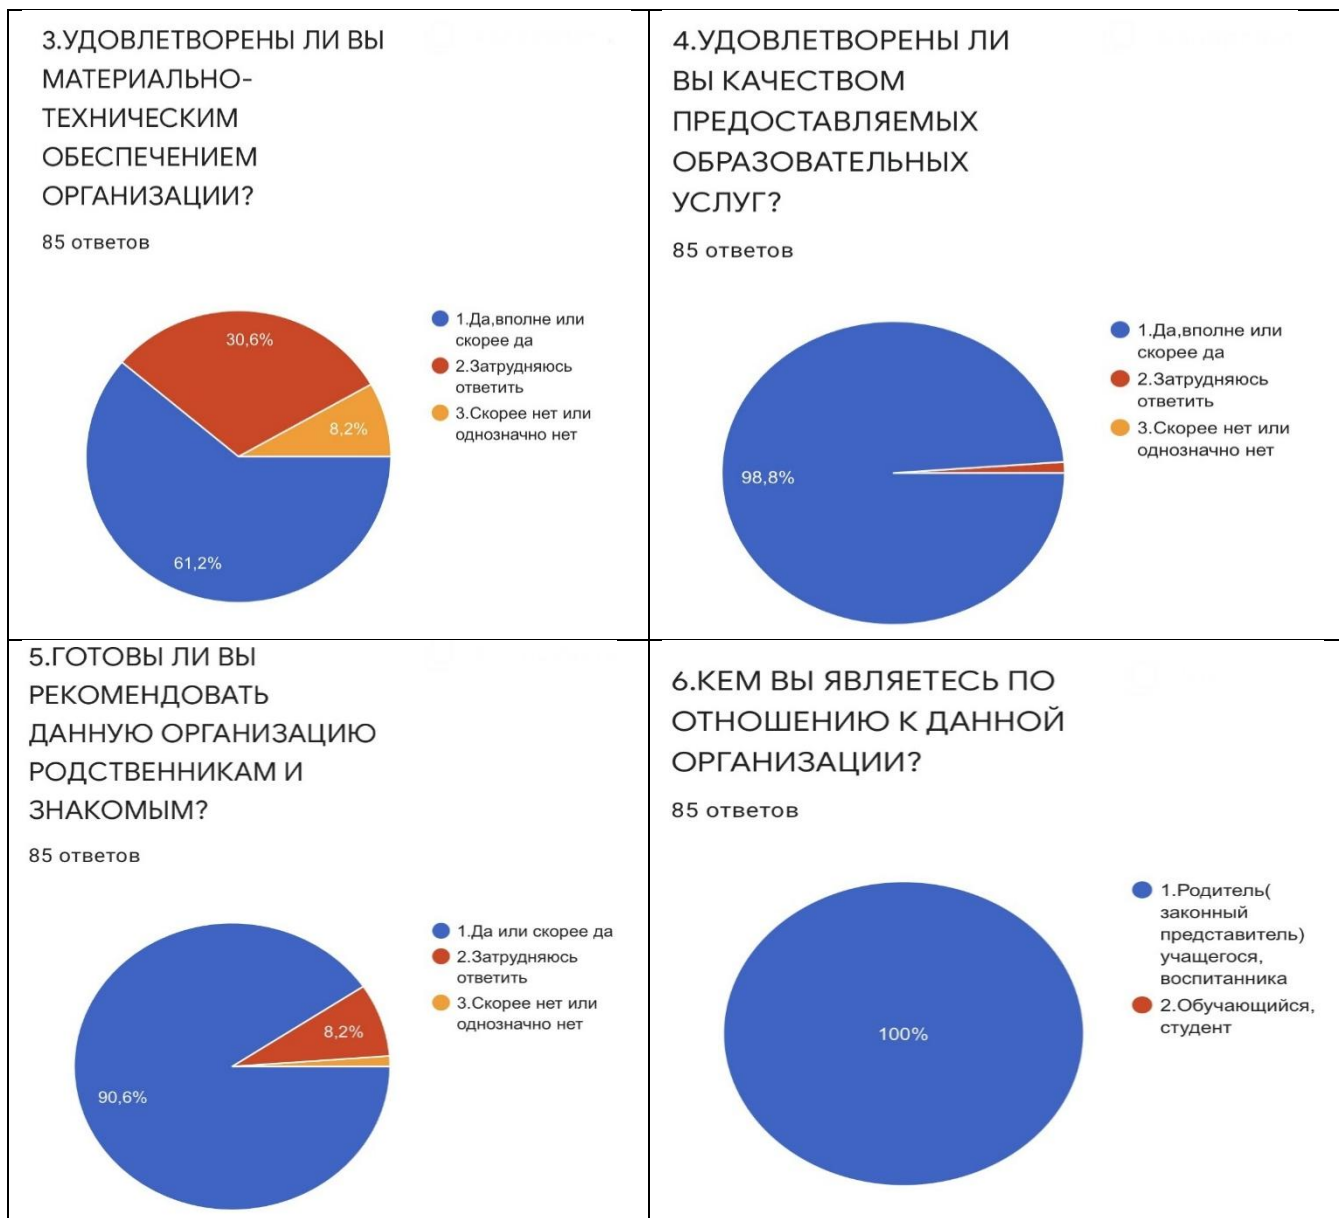 3.УДОВЛЕТВОРЕНЫ ЛИ ВЫ
МАТЕРИАЛЬНО-
ТЕХНИЧЕСКИМ
ОБЕСПЕЧЕНИЕМ
ОРГАНИЗАЦИИ?
85 ответов
30,6%
8,2%
61,2%
1.Да,вполне или
скорее да
2.Затрудняюсь
ответить
3.Скорее нет или
однозначно нет
4.УДОВЛЕТВОРЕНЫ ЛИ
ВЫ КАЧЕСТВОМ
ПРЕДОСТАВЛЯЕМЫХ
ОБРАЗОВАТЕЛЬНЫХ
УСЛУГ?
85 ответов
98,8%
1.Да,вполне или
скорее да
2.Затрудняюсь
ответить
3.Скорее нет или
однозначно нет
5.ГОТОВЫ ЛИ ВЫ
РЕКОМЕНДОВАТЬ
ДАННУЮ ОРГАНИЗАЦИЮ
РОДСТВЕННИКАМ И
ЗНАКОМЫМ?
85 ответов
8,2%
90,6%
1.Да или скорее да
2.Затрудняюсь
ответить
3.Скорее нет или
однозначно нет
6.КЕМ ВЫ ЯВЛЯЕТЕСЬ ПО
ОТНОШЕНИЮ К ДАННОЙ
ОРГАНИЗАЦИИ?
85 ответов
100%
1.Родитель(
законный
представитель)
учащегося,
воспитанника
2.Обучающийся,
студент